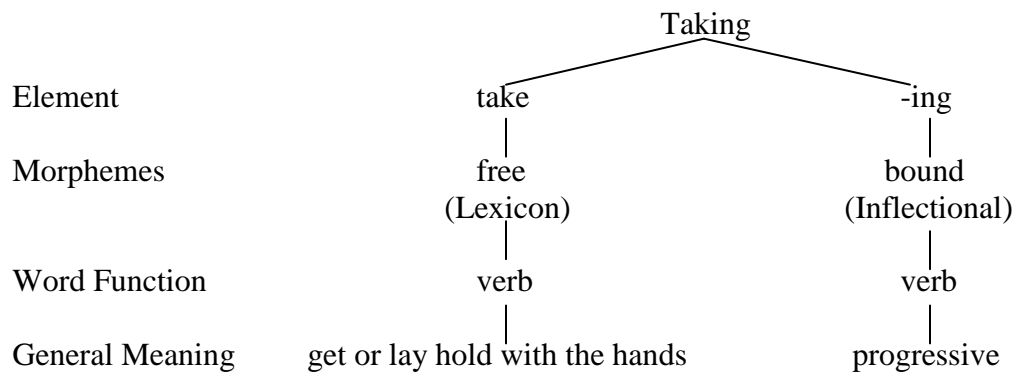 Taking
Element take -ing
Morphemes free bound
(Lexicon) (Inflectional)
Word Function verb verb
General Meaning get or lay hold with the hands progressive